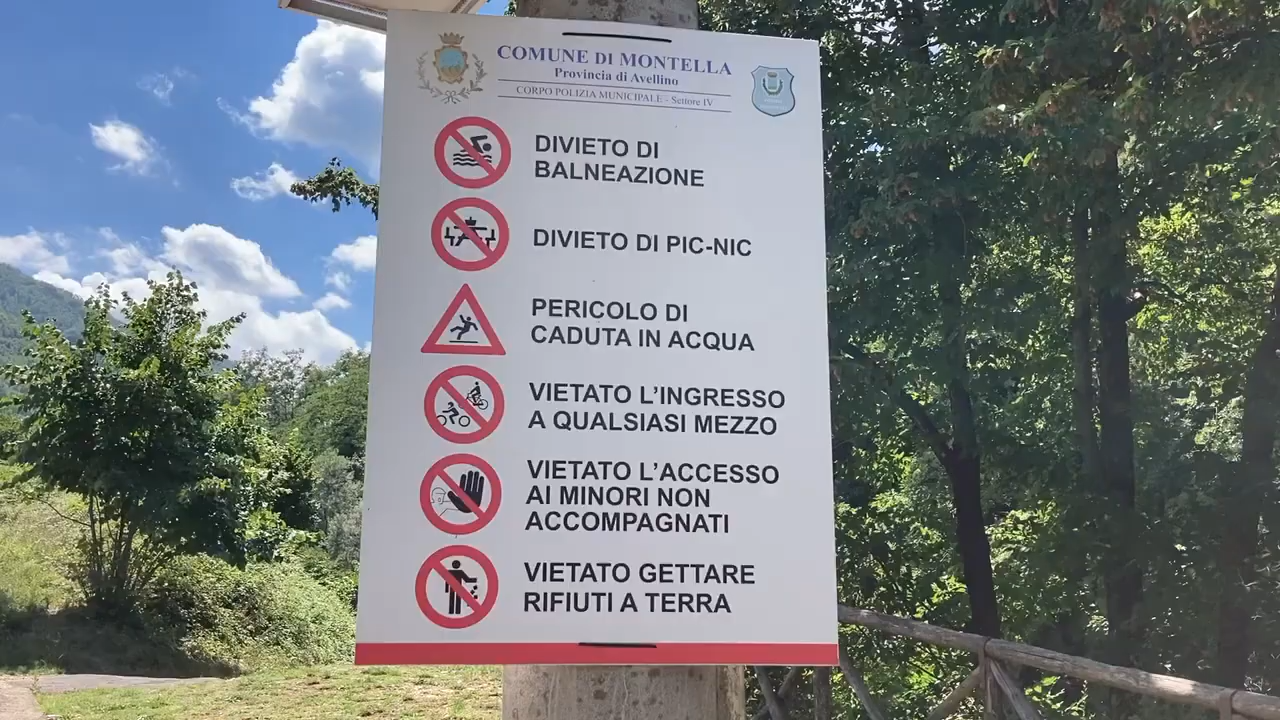 COMUNE DI MONTELLA
Provincia di Avellino
CORPO POLIZIA MUNICIPALE - Settore IV
DIVIETO DI
BALNEAZIONE
DIVIETO DI PIC-NIC
PERICOLO DI
CADUTA IN ACQUA
VIETATO L'INGRESSO
A QUALSIASI MEZZO
VIETATO L'ACCESSO
AI MINORI NON
ACCOMPAGNATI
VIETATO GETTARE
RIFIUTI A TERRA